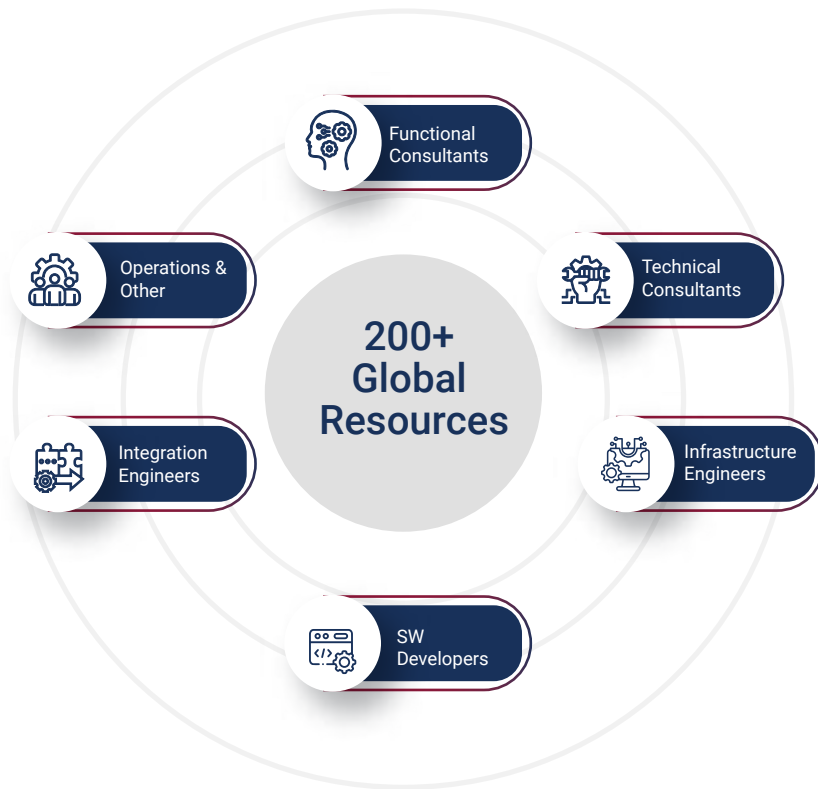 Functional
Consultants
Operations &
Other
Technical
Consultants
200+
Global
Resources
Integration
Engineers
Infrastructure
Engineers
SW
Developers